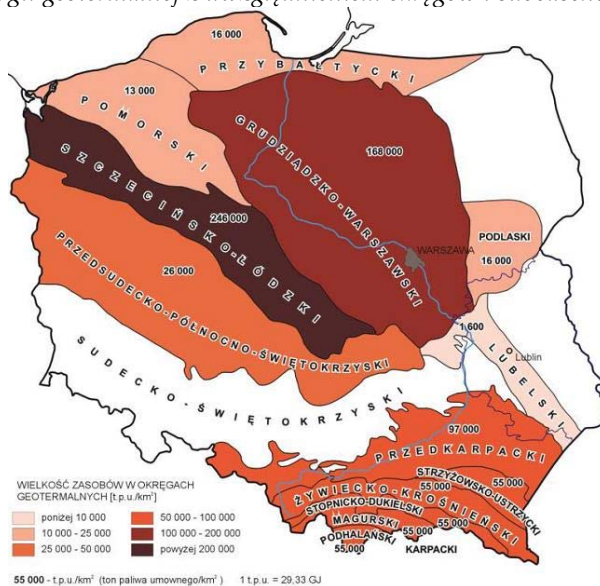 16 000
PRZYBAŁTYCKI
13 000
POMORSKI
GRUDZIĄDZKO-WARSZAWSKI
168 000
SZCZECIŃSKO-ŁÓDZKI
246 000
WARSZAWA
PODLASKI
16 000
26 000
PRZEDSUDECKO-PÓŁNOCNO-ŚWIĘTOKRZYSKI
1 600
LUBELSKI
Lublin
SUDECKO-ŚWIĘTOKRZYSKI
97 000
PRZEDKARPACKI
STRZYŻOWSKO-USTRZYCKI
55 000
55 000
ŻYWIECKO-KROŚNIEŃSKI
55 000
STOPNICKO-DUKIELSKI
55 000
MAGURSKI
55 000
PODHALAŃSKI
55 000
KARPACKI
WIELKOŚĆ ZASOBÓW W OKRĘGACH
GEOTERMALNYCH [t.p.u./km²]
poniżej 10 000
10 000 - 25 000
25 000 - 50 000
50 000 - 100 000
100 000 - 200 000
powyżej 200 000
55 000 - t.p.u./km² (ton paliwa umownego/km²) 1 t.p.u. = 29,33 GJ